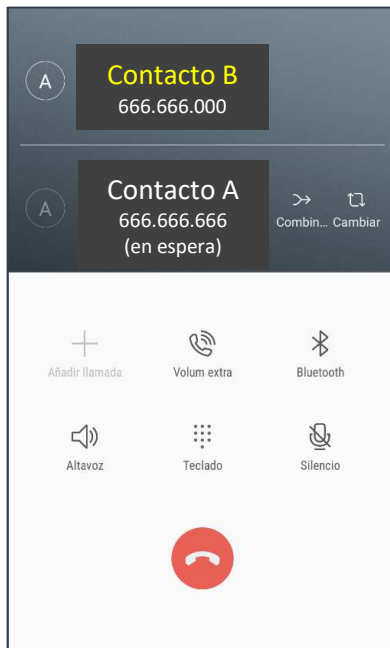 A
Contacto B
666.666.000
A
Contacto A
666.666.666
(en espera)
Combin... Cambiar
Añadir llamada Volum extra Bluetooth
Altavoz Teclado Silencio